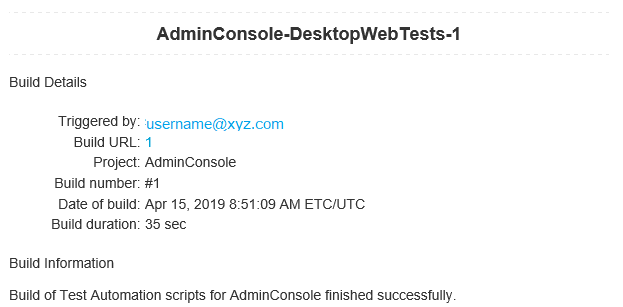 AdminConsole-DesktopWebTests-1
Build Details
Triggered by: username@xyz.com
Build URL: 1
Project: AdminConsole
Build number: #1
Date of build: Apr 15, 2019 8:51:09 AM ETC/UTC
Build duration: 35 sec
Build Information
Build of Test Automation scripts for AdminConsole finished successfully.